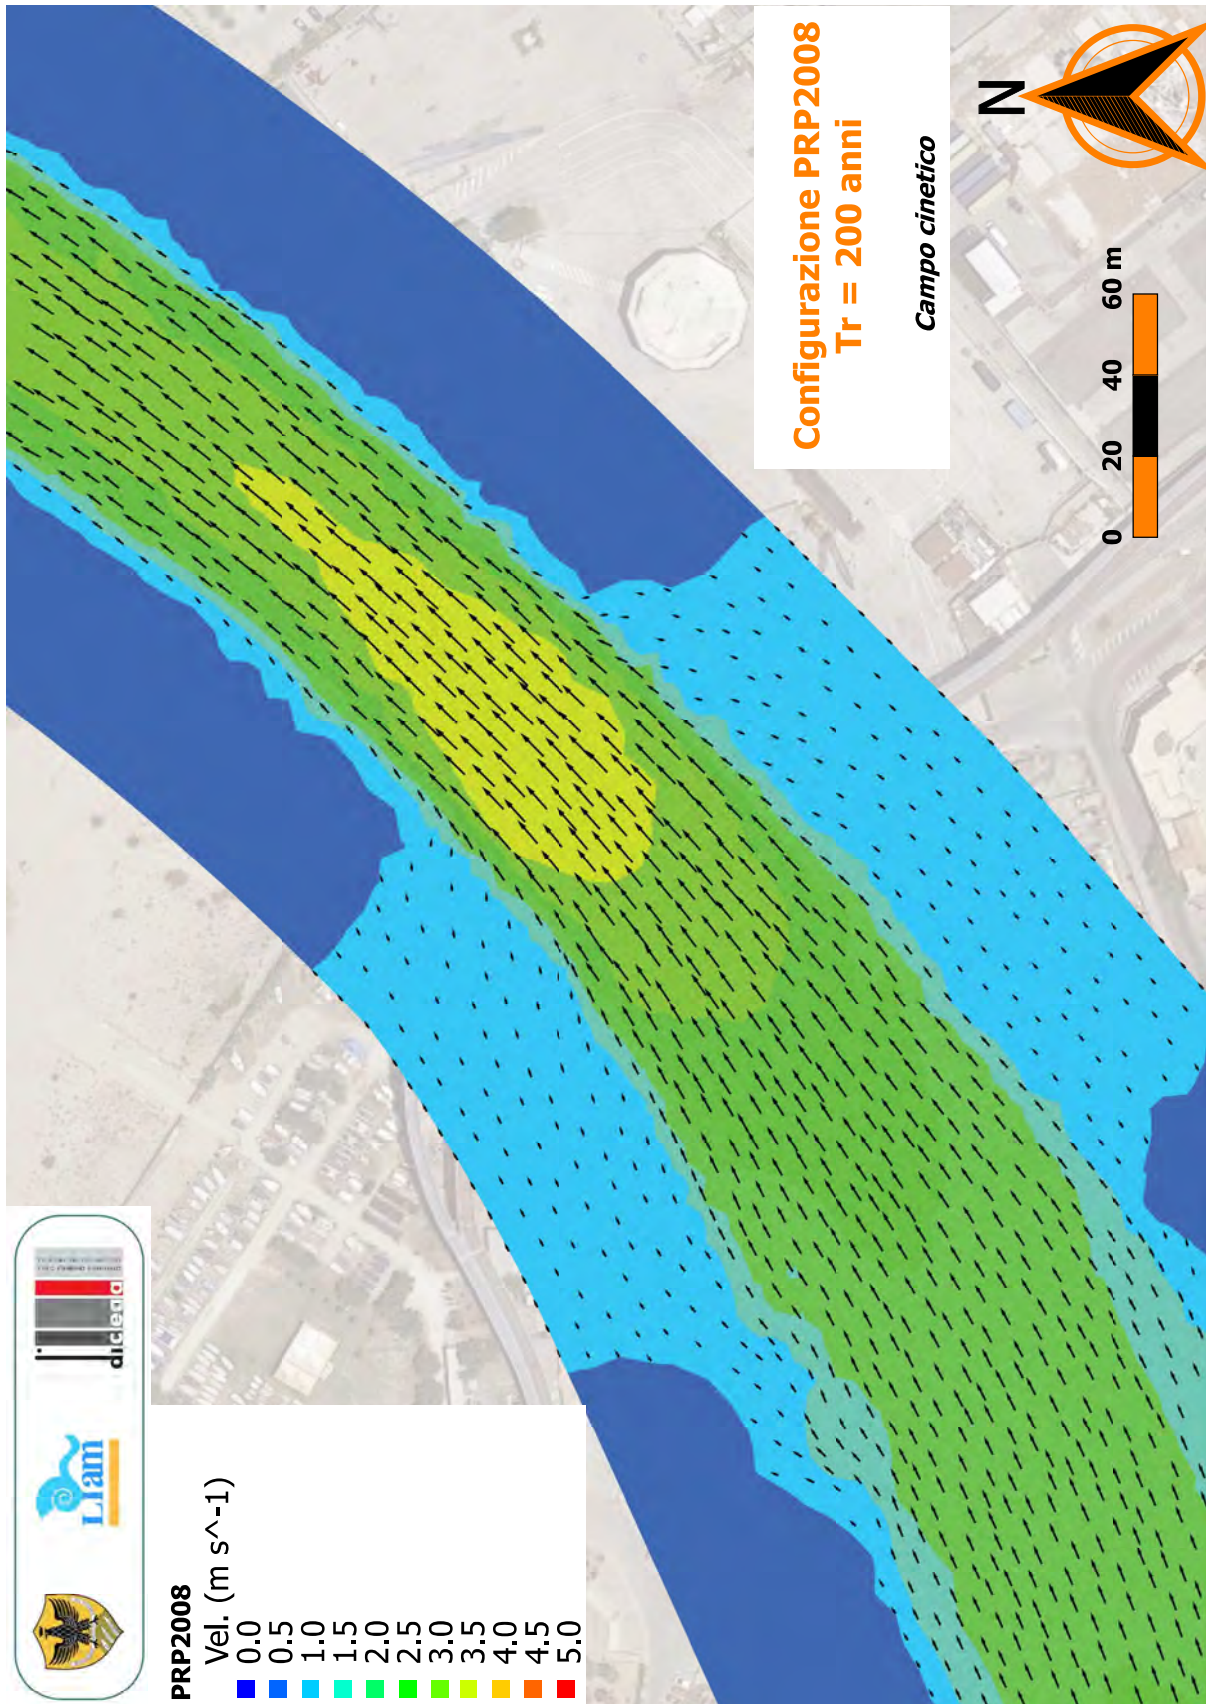 Liam
dicea
PRP2008
Vel. (m s^-1)
0.0
0.5
1.0
1.5
2.0
2.5
3.0
3.5
4.0
4.5
5.0
Configurazione PRP2008
Tr = 200 anni
Campo cinetico
0 20 40 60 m
N